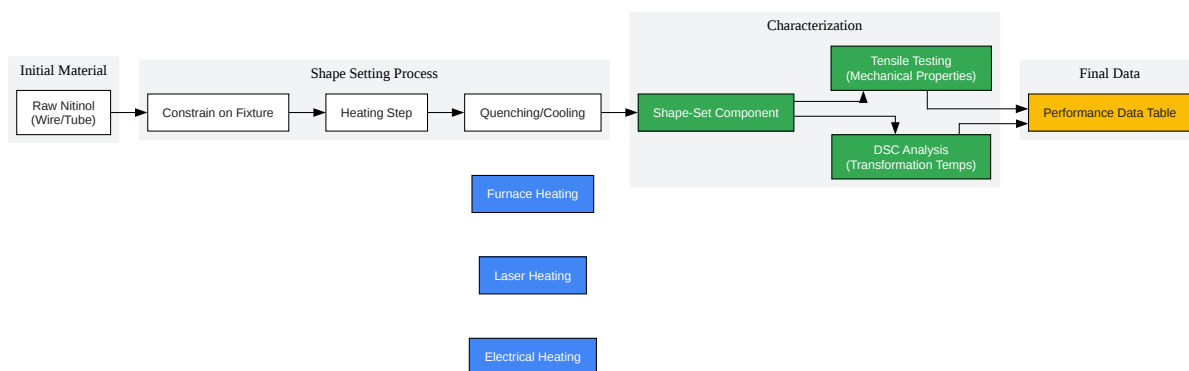 Initial Material
Raw Nitinol
(Wire/Tube)
Shape Setting Process
Constrain on Fixture
Heating Step
Quenching/Cooling
Furnace Heating
Laser Heating
Electrical Heating
Characterization
Shape-Set Component
Tensile Testing
(Mechanical Properties)
DSC Analysis
(Transformation Temps)
Final Data
Performance Data Table